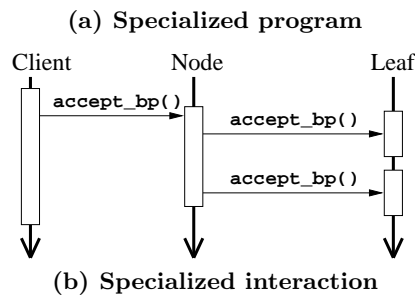 (a) Specialized program
Client Node Leaf
accept_bp()
accept_bp()
accept_bp()
(b) Specialized interaction